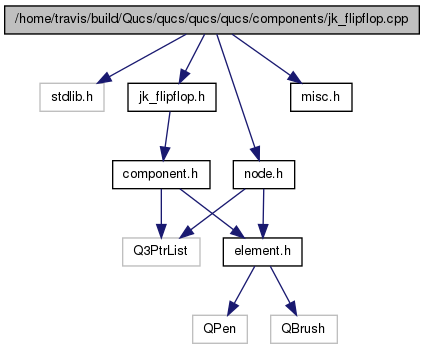 /home/travis/build/Qucs/qucs/qucs/qucs/components/jk_flipflop.cpp
stdlib.h
jk_flipflop.h
misc.h
component.h
node.h
Q3PtrList
element.h
QPen
QBrush